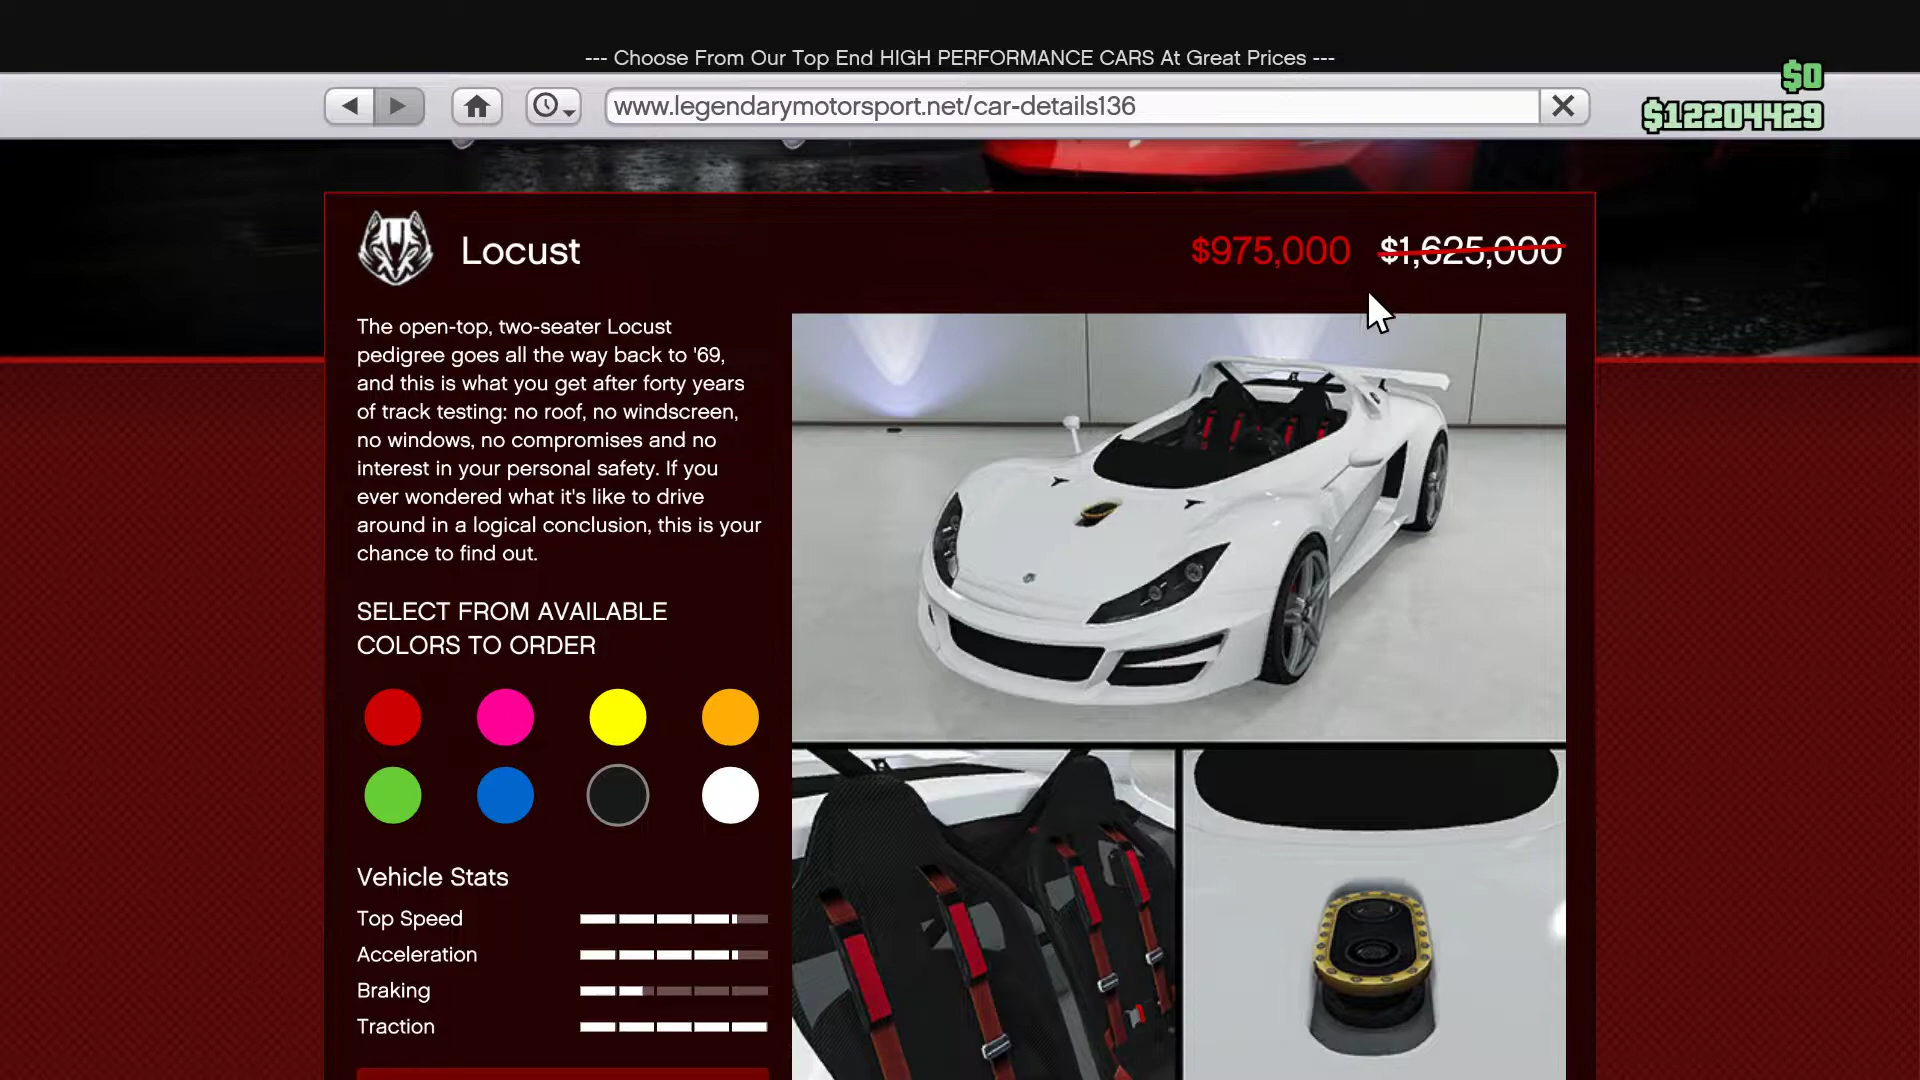 --- Choose From Our Top End HIGH PERFORMANCE CARS At Great Prices ---
$0
www.legendarymotorsport.net/car-details136
$12204429
Locust
$975,000 $1,625,000
The open-top, two-seater Locust
pedigree goes all the way back to '69,
and this is what you get after forty years
of track testing: no roof, no windscreen,
no windows, no compromises and no
interest in your personal safety. If you
ever wondered what it's like to drive
around in a logical conclusion, this is your
chance to find out.
SELECT FROM AVAILABLE
COLORS TO ORDER
Vehicle Stats
Top Speed
Acceleration
Braking
Traction